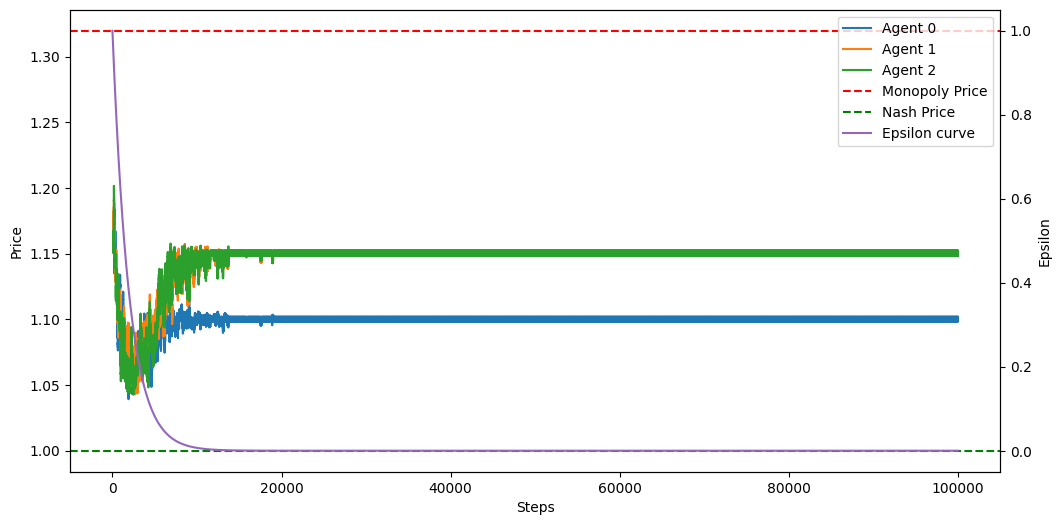 Agent 0
Agent 1
Agent 2
Monopoly Price
Nash Price
Epsilon curve
Price
1.30
1.25
1.20
1.15
1.10
1.05
1.00
1.0
0.8
0.6
0.4
0.2
0.0
Epsilon
0
20000
40000
60000
80000
100000
Steps